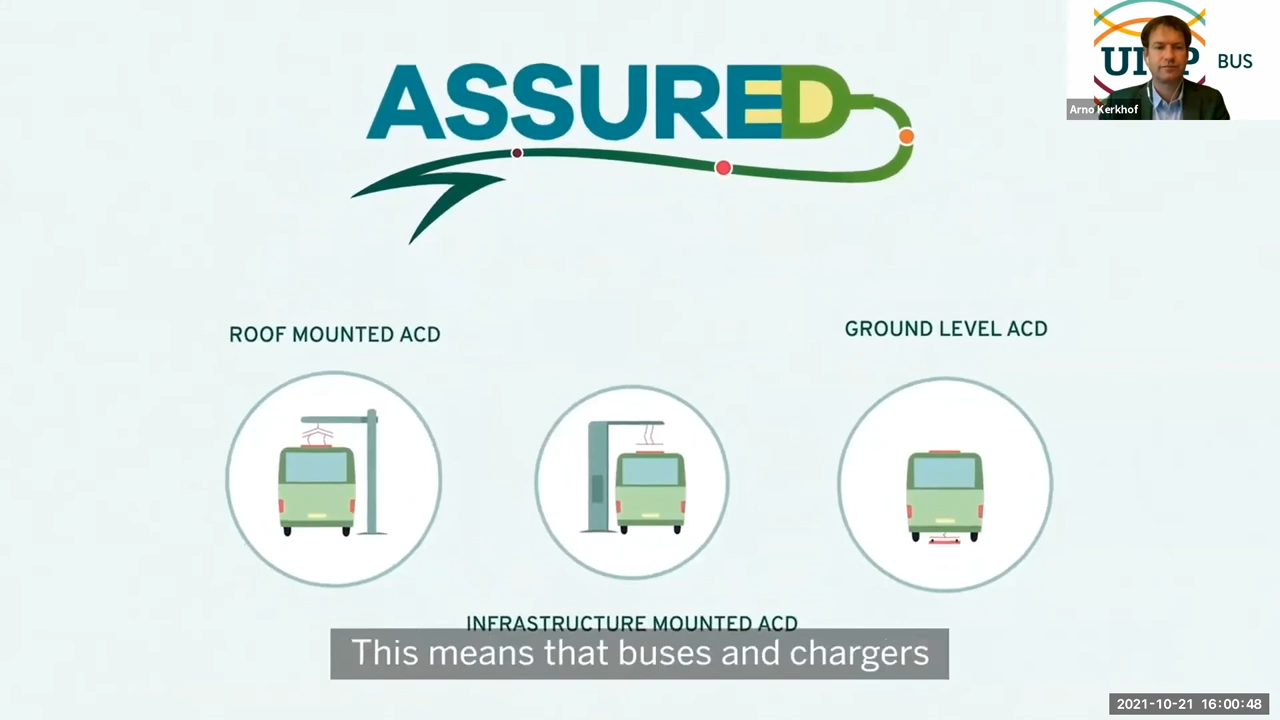 ASSURED
UITP BUS
Arno Kerkhof
ROOF MOUNTED ACD
GROUND LEVEL ACD
INFRASTRUCTURE MOUNTED ACD
This means that buses and chargers
2021-10-21 16:00:48